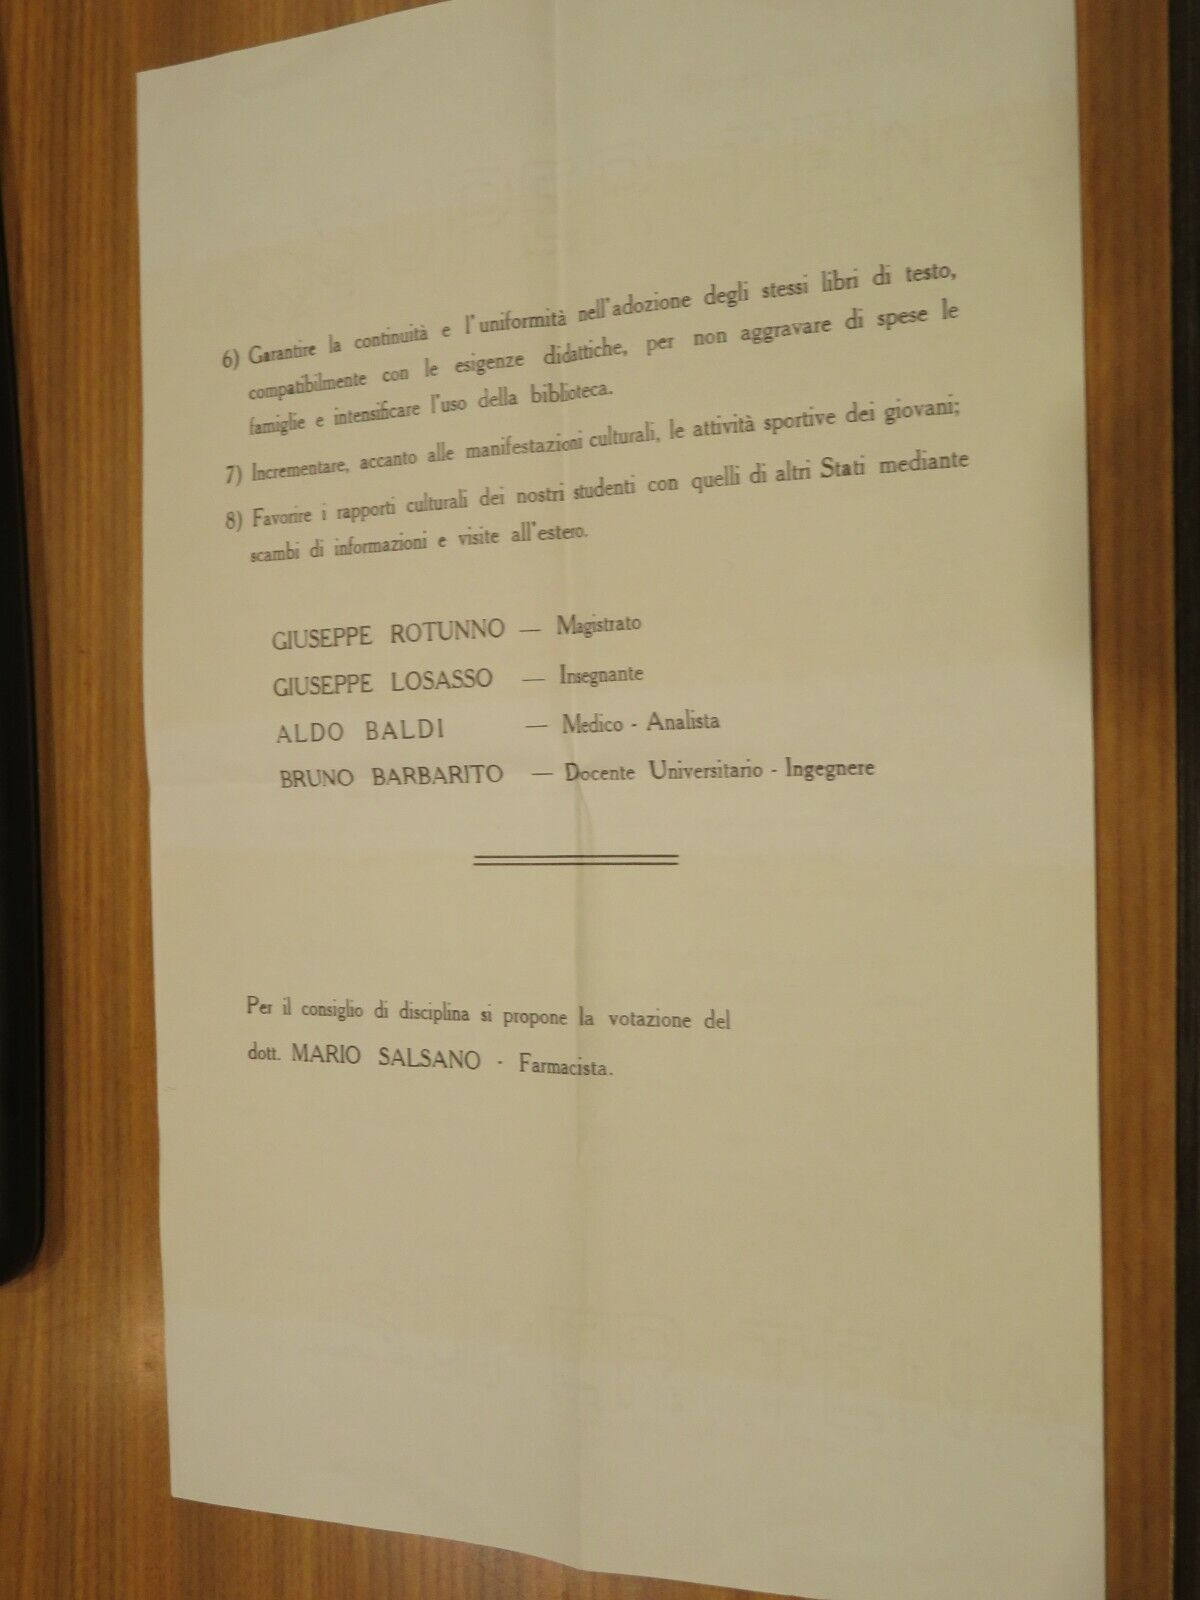 6) Garantire la continuità e l'uniformità nell'adozione degli stessi libri di testo,
compatibilmente con le esigenze didattiche, per non aggravare di spese le
famiglie e intensificare l'uso della biblioteca.
7) Incrementare, accanto alle manifestazioni culturali, le attività sportive dei giovani;
8) Favorire i rapporti culturali dei nostri studenti con quelli di altri Stati mediante
scambi di informazioni e visite all'estero.
GIUSEPPE ROTUNNO — Magistrato
GIUSEPPE LOSASSO — Insegnante
ALDO BALDI — Medico - Analista
BRUNO BARBARITO — Docente Universitario - Ingegnere
Per il consiglio di disciplina si propone la votazione del
dott. MARIO SALSANO - Farmacista.